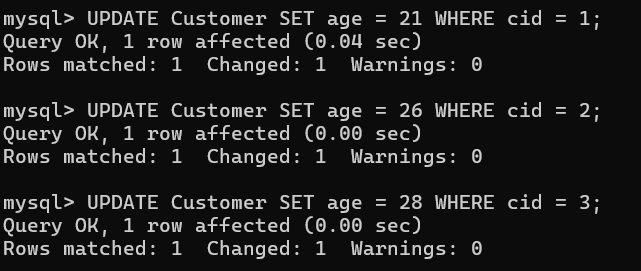 mysql> UPDATE Customer SET age = 21 WHERE cid = 1;
Query OK, 1 row affected (0.04 sec)
Rows matched: 1  Changed: 1  Warnings: 0

mysql> UPDATE Customer SET age = 26 WHERE cid = 2;
Query OK, 1 row affected (0.00 sec)
Rows matched: 1  Changed: 1  Warnings: 0

mysql> UPDATE Customer SET age = 28 WHERE cid = 3;
Query OK, 1 row affected (0.00 sec)
Rows matched: 1  Changed: 1  Warnings: 0